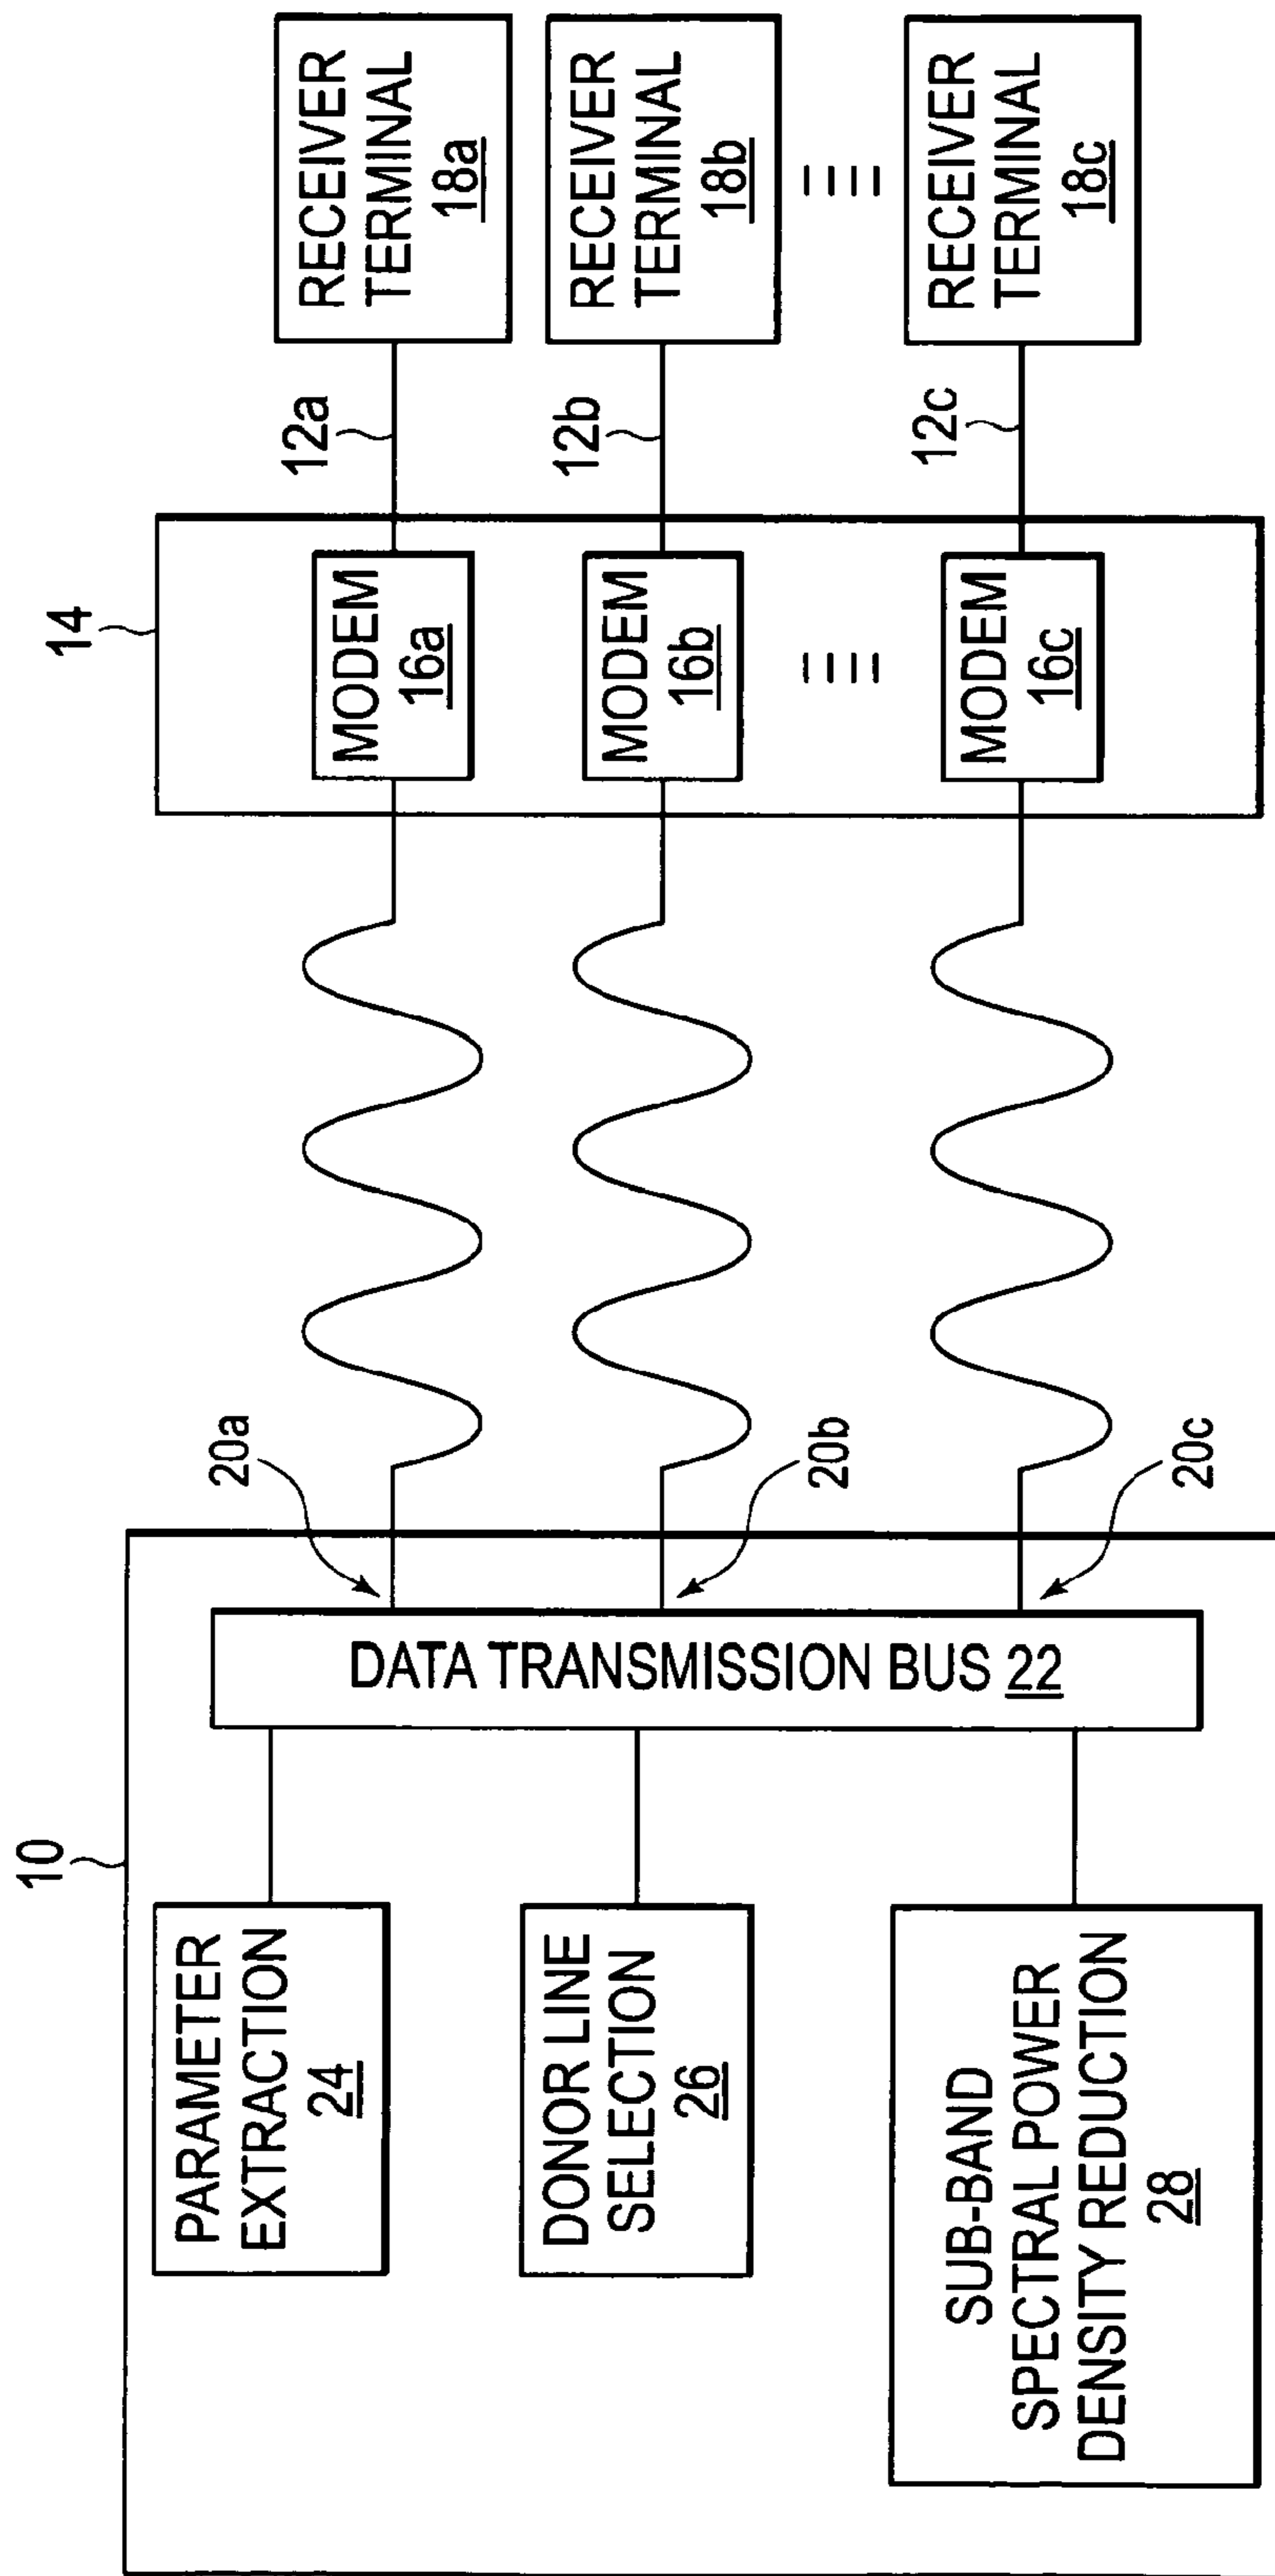 10
PARAMETER
EXTRACTION
24
DONOR LINE
SELECTION
26
SUB-BAND
SPECTRAL POWER
DENSITY REDUCTION
28
DATA TRANSMISSION BUS 22
20a
20b
20c
14
MODEM
16a
MODEM
16b
MODEM
16c
12a
12b
12c
RECEIVER
TERMINAL
18a
RECEIVER
TERMINAL
18b
RECEIVER
TERMINAL
18c